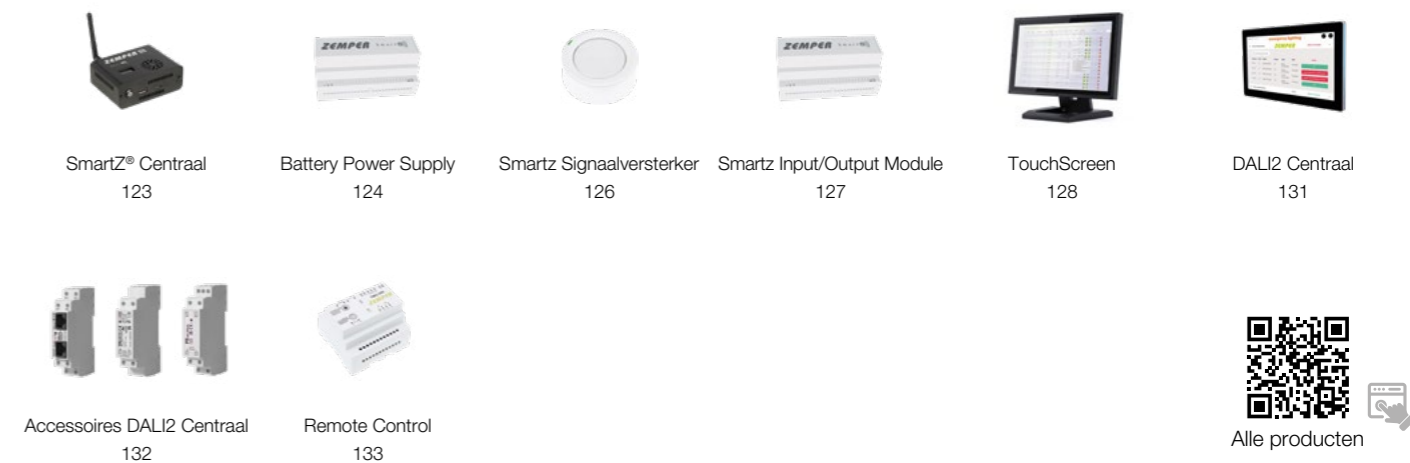 ZEMPER
ZEMPER
ZEMPER
ZEMPER
SmartZ® Centraal
123
Battery Power Supply
124
Smartz Signaalversterker
126
Smartz Input/Output Module
127
TouchScreen
128
DALI2 Centraal
131
Accessoires DALI2 Centraal
132
Remote Control
133
Alle producten